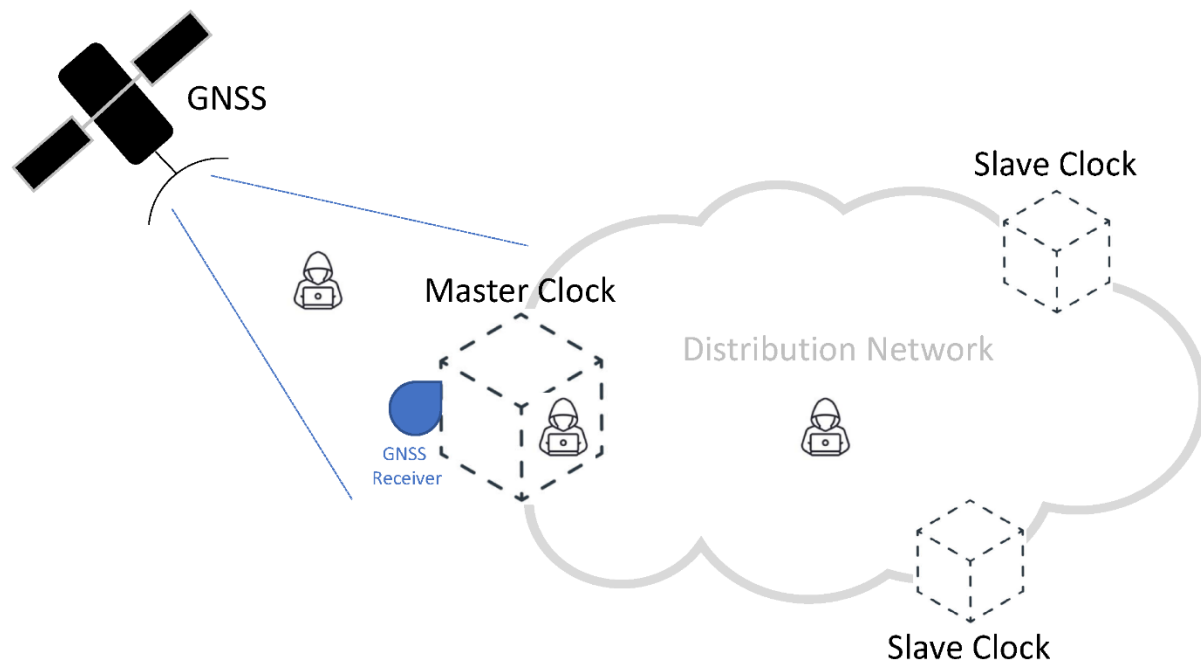 GNSS
Slave Clock
Master Clock
Distribution Network
GNSS
Receiver
Slave Clock